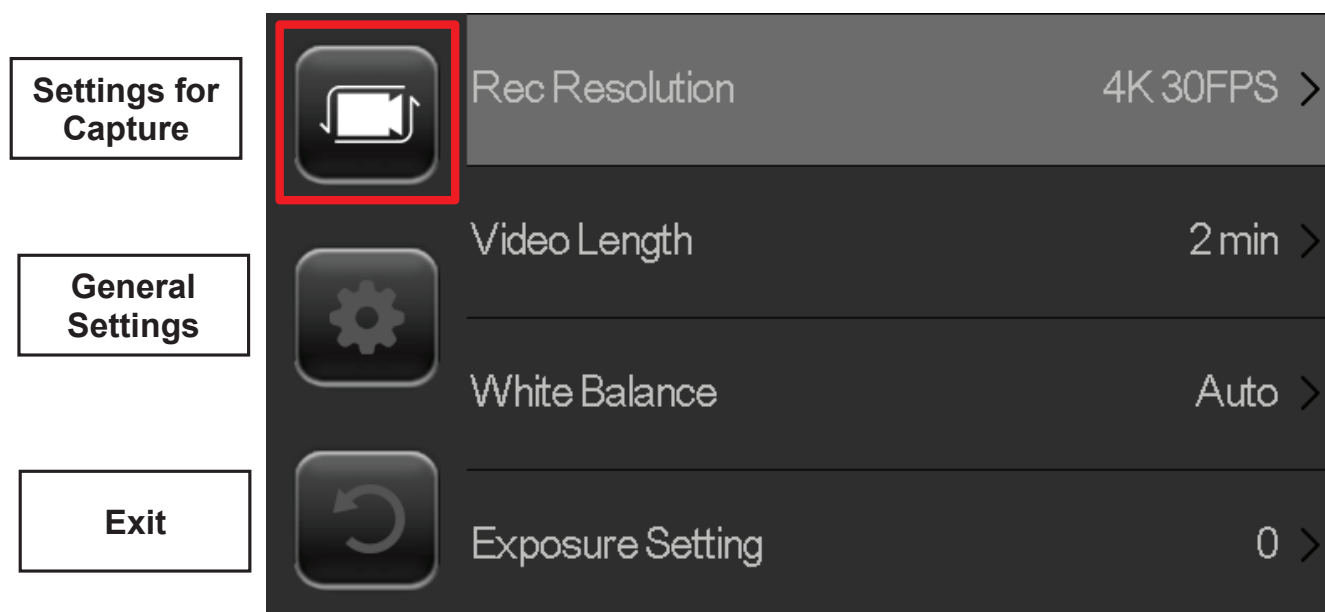 Settings for
Capture
Rec Resolution 4K 30FPS >
General
Settings
Video Length 2 min >
White Balance Auto >
Exit
Exposure Setting 0 >